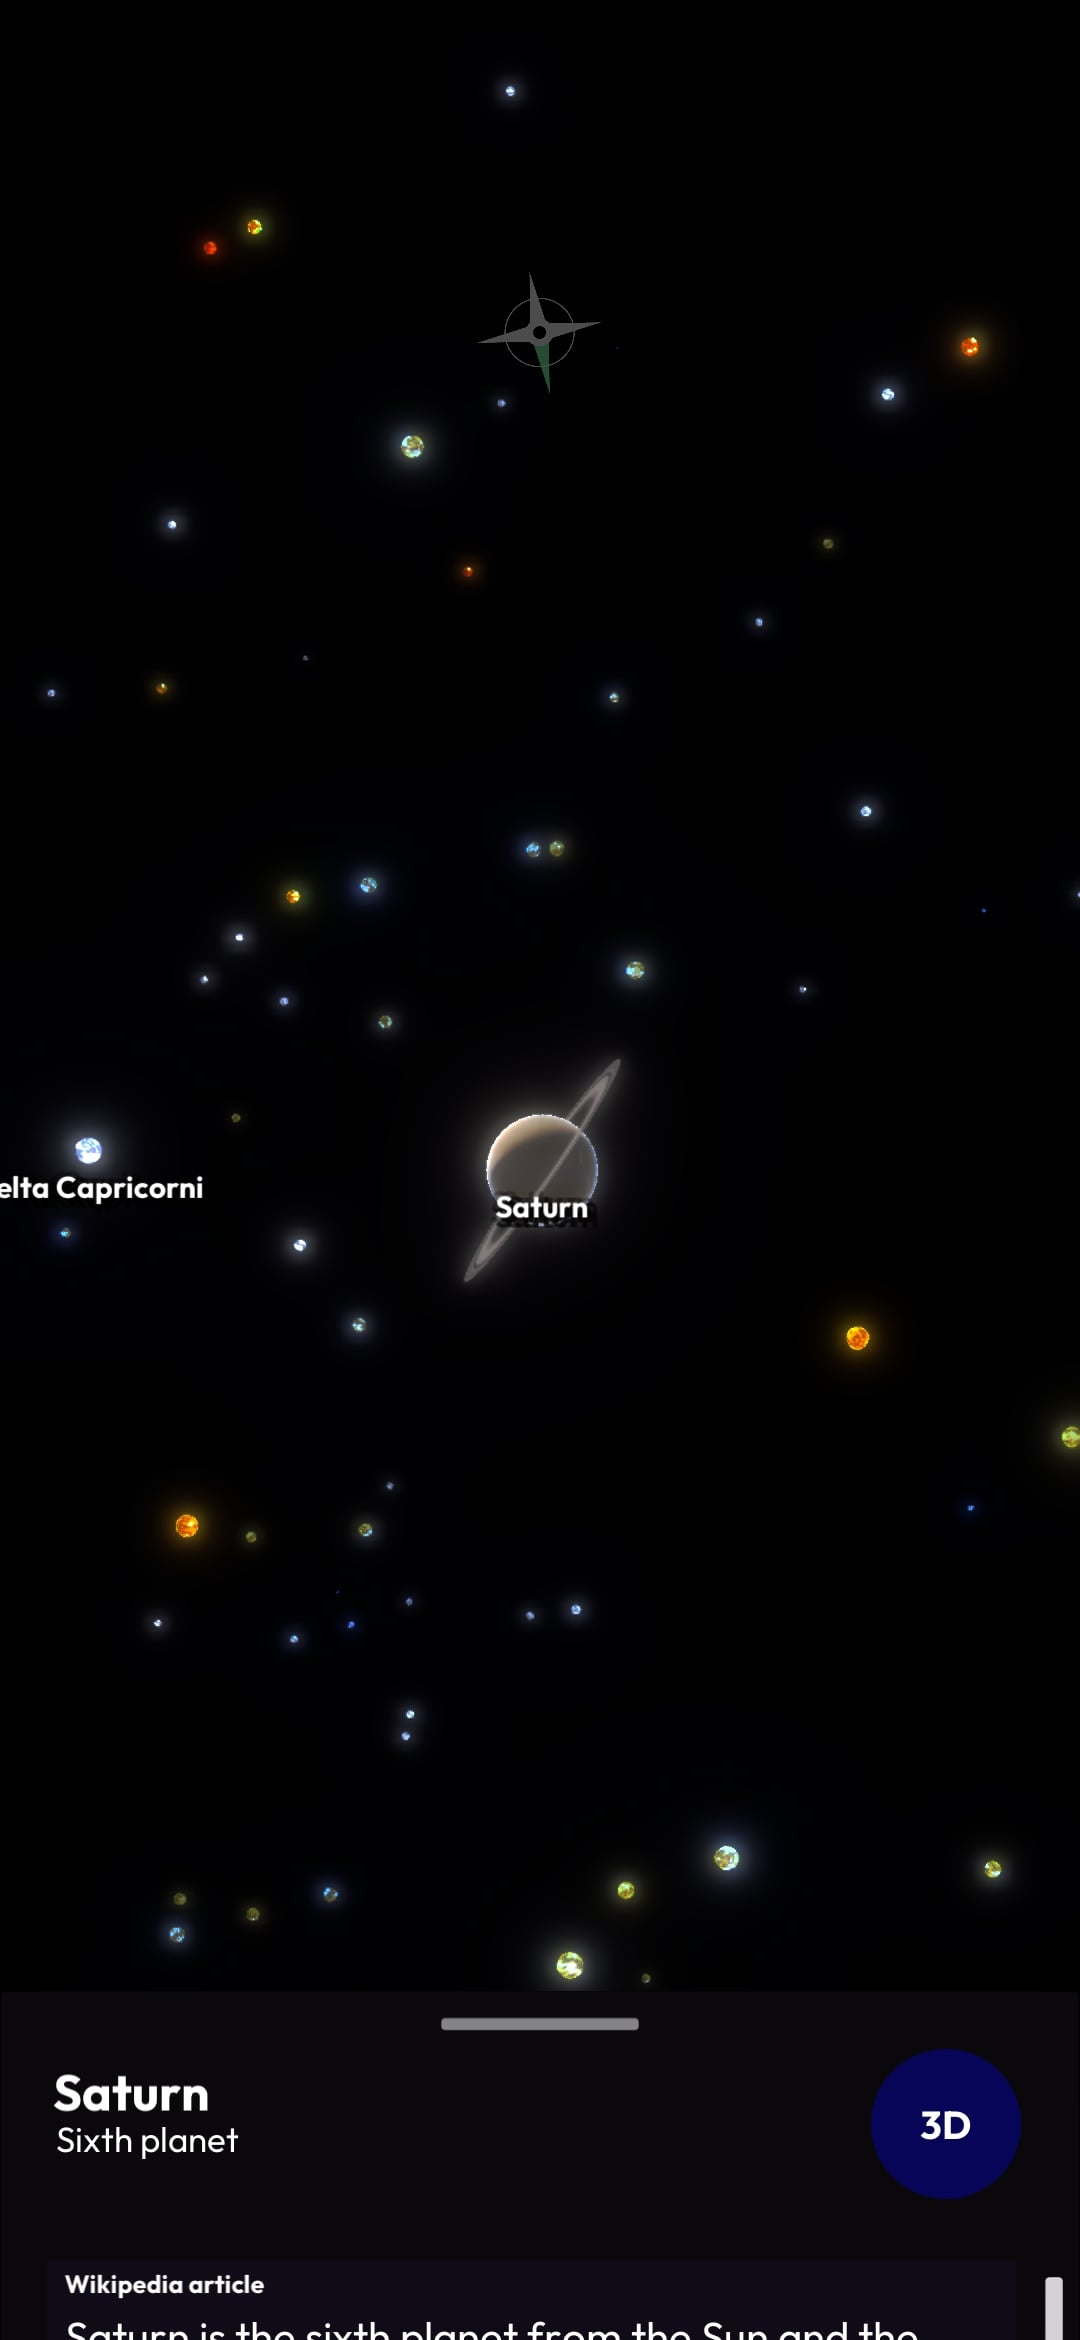 elta Capricorni
Saturn
Saturn
Sixth planet
3D
Wikipedia article
Saturn is the sixth planet from the Sun and the